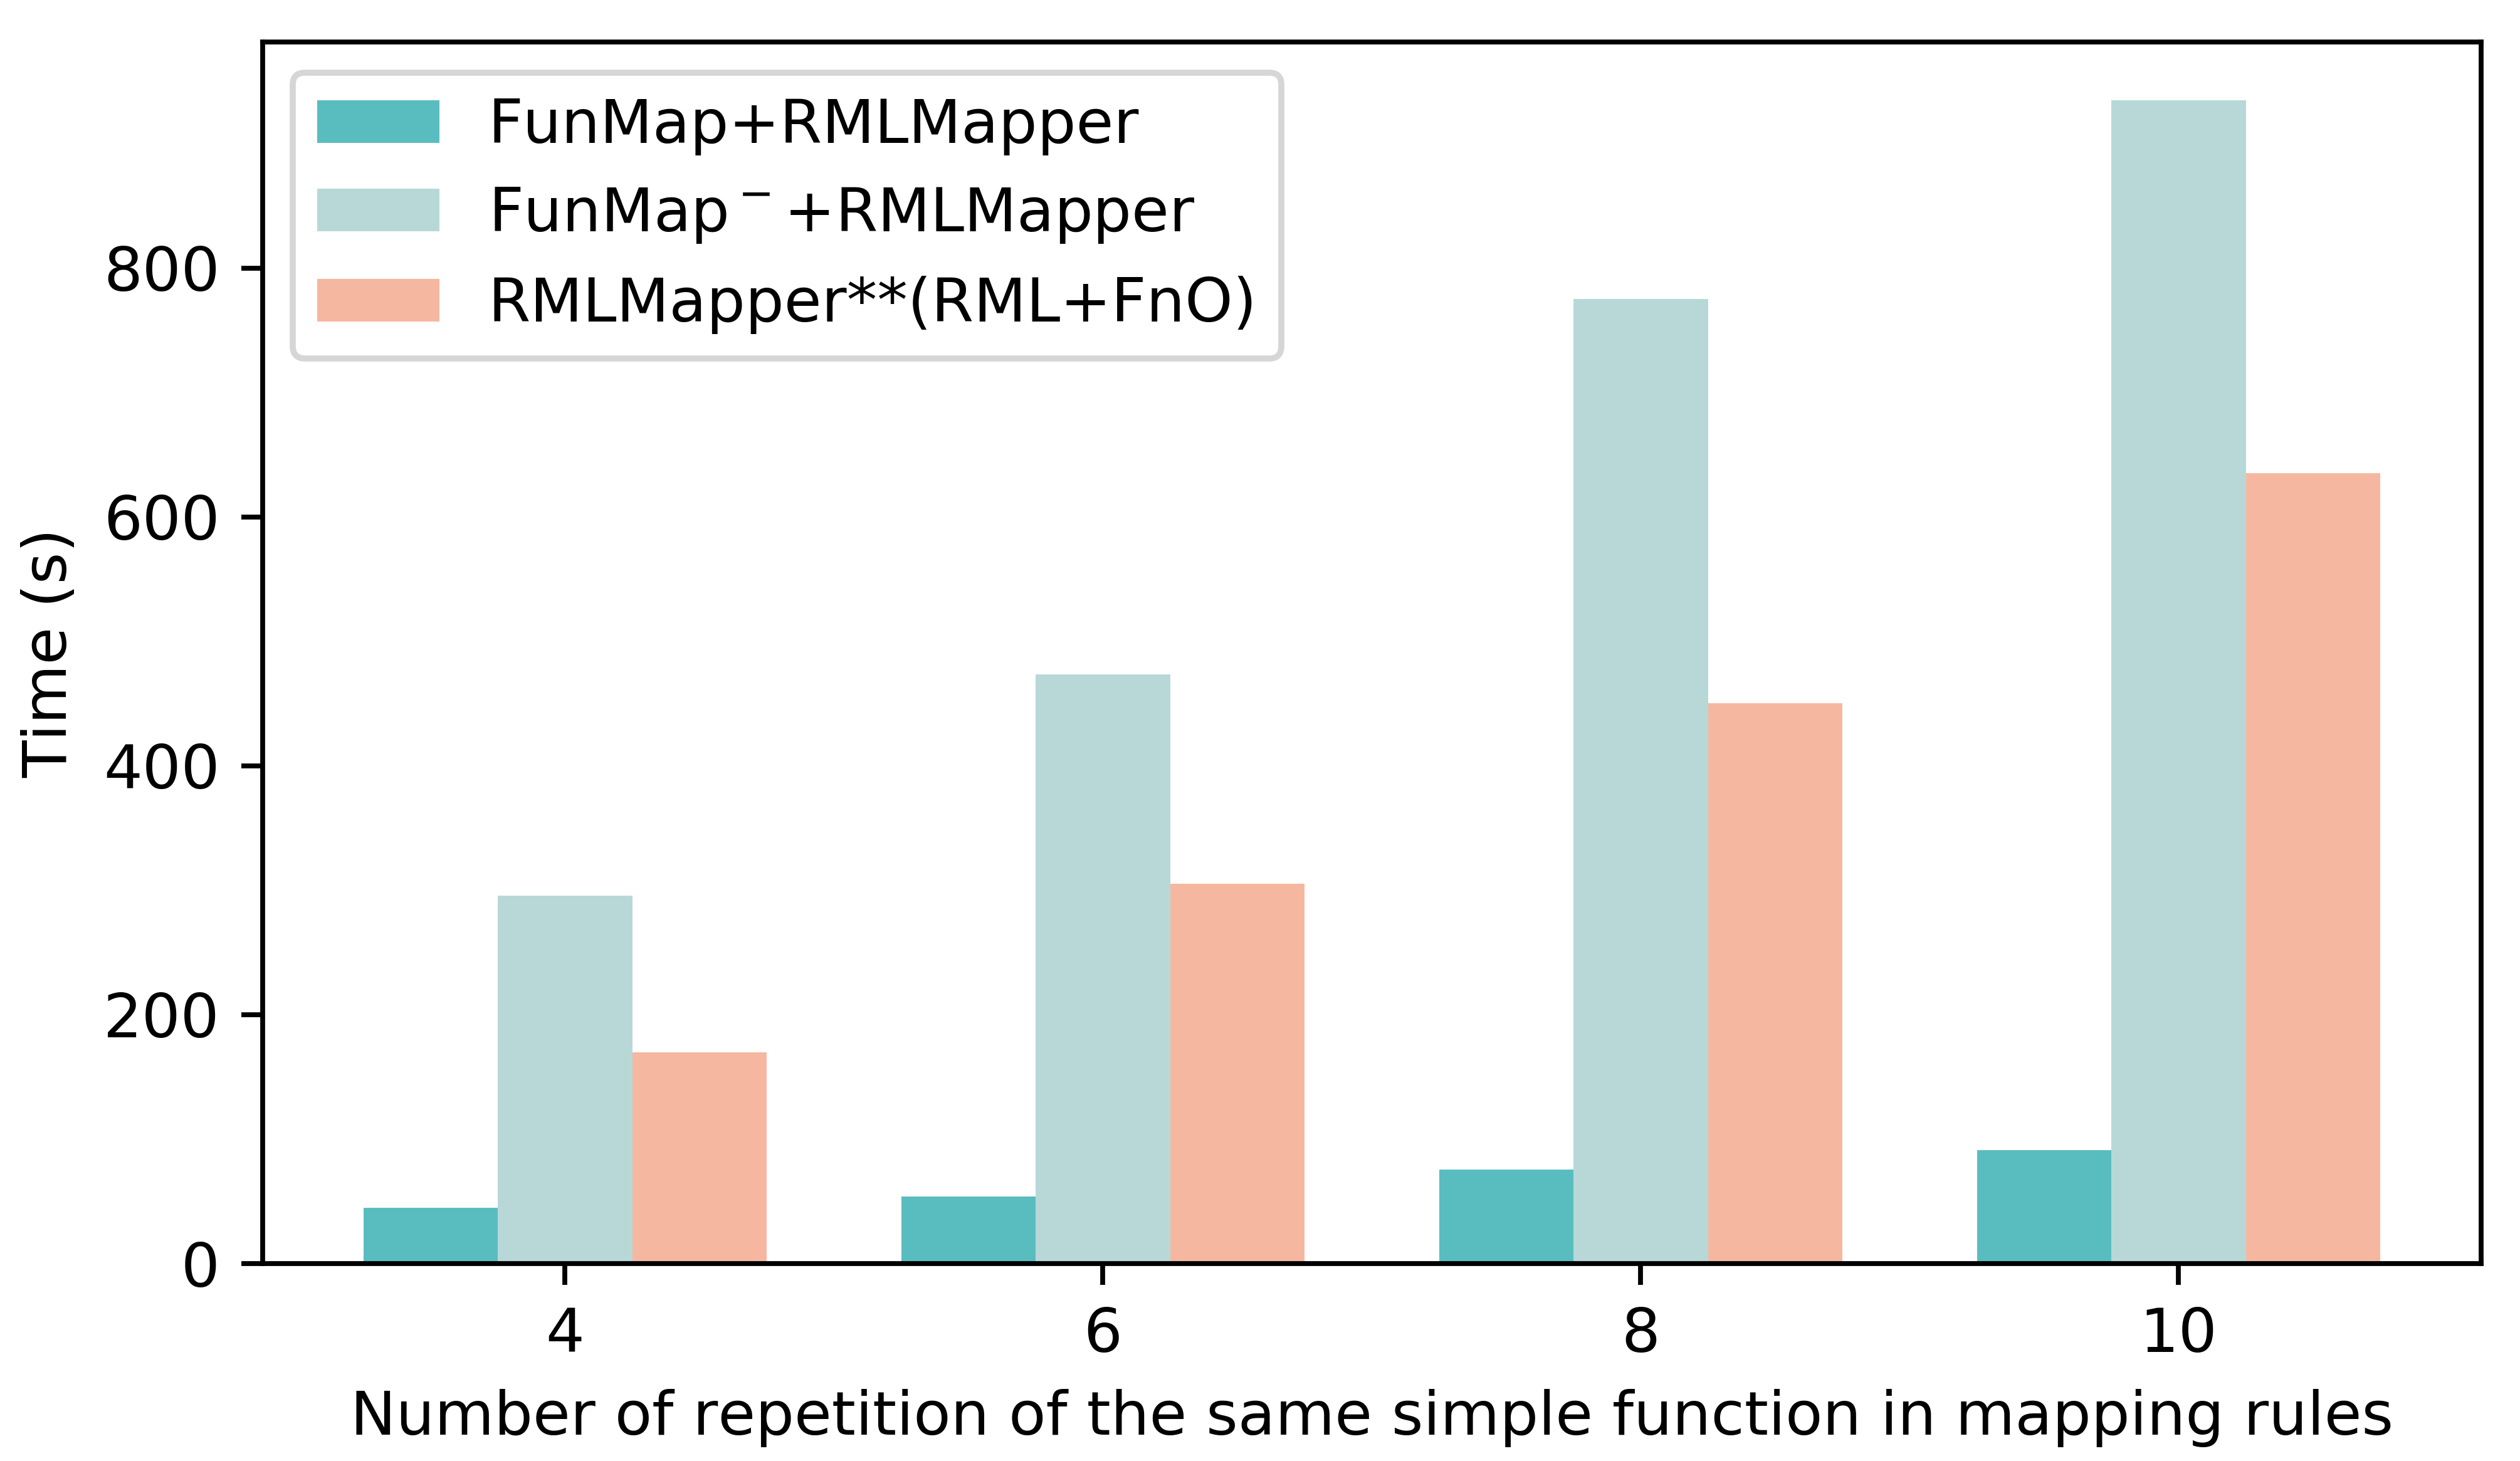 FunMap+RMLMapper
FunMap⁻+RMLMapper
RMLMapper**(RML+FnO)
Time (s)
800
600
400
200
0
4 6 8 10
Number of repetition of the same simple function in mapping rules